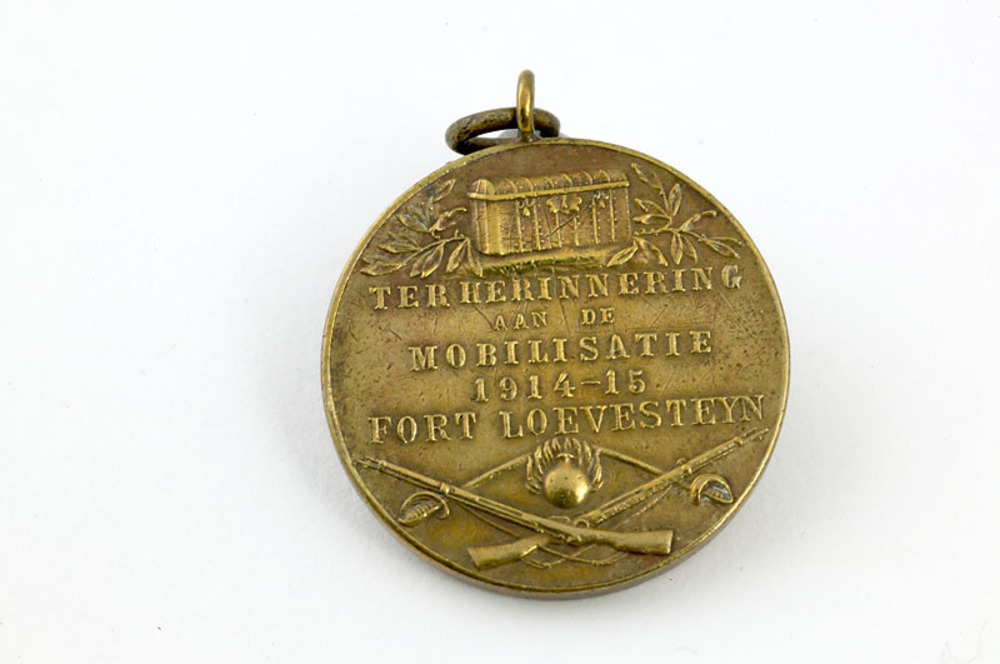 TER HERINNERING
AAN DE
MOBILISATIE
1914-15
FORT LOEVESTEYN